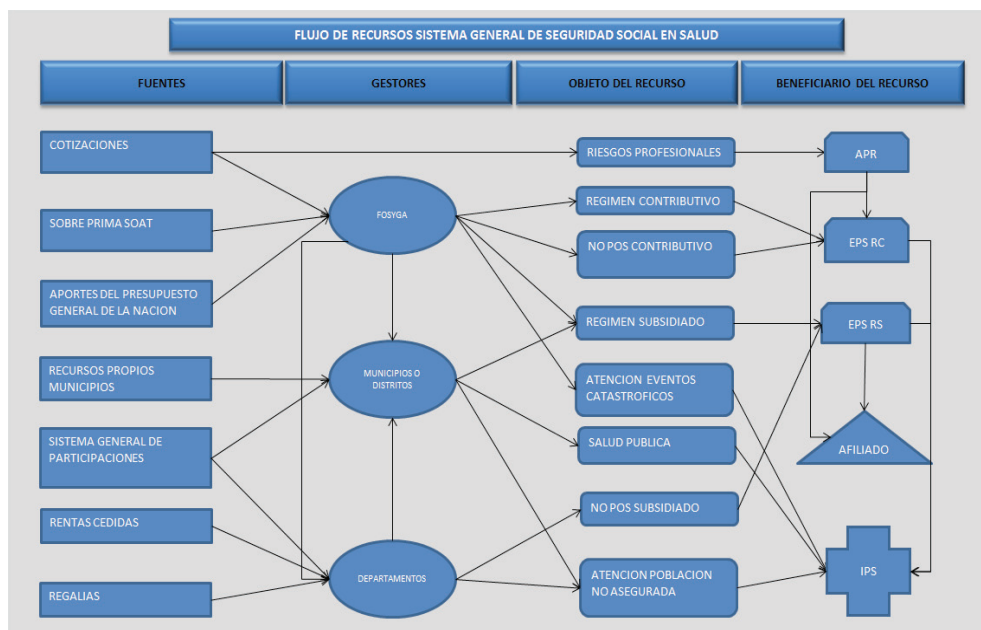 FLUJO DE RECURSOS SISTEMA GENERAL DE SEGURIDAD SOCIAL EN SALUD
FUENTES
GESTORES
OBJETO DEL RECURSO
BENEFICIARIO DEL RECURSO
COTIZACIONES
SOBRE PRIMA SOAT
APORTES DEL PRESUPUESTO
GENERAL DE LA NACION
RECURSOS PROPIOS
MUNICIPIOS
SISTEMA GENERAL DE
PARTICIPACIONES
RENTAS CEDIDAS
REGALIAS
FOSYGA
MUNICIPIOS O
DISTRITOS
DEPARTAMENTOS
RIESGOS PROFESIONALES
REGIMEN CONTRIBUTIVO
NO POS CONTRIBUTIVO
REGIMEN SUBSIDIADO
ATENCION EVENTOS
CATASTROFICOS
SALUD PUBLICA
NO POS SUBSIDIADO
ATENCION POBLACION
NO ASEGURADA
APR
EPS RC
EPS RS
AFILIADO
IPS